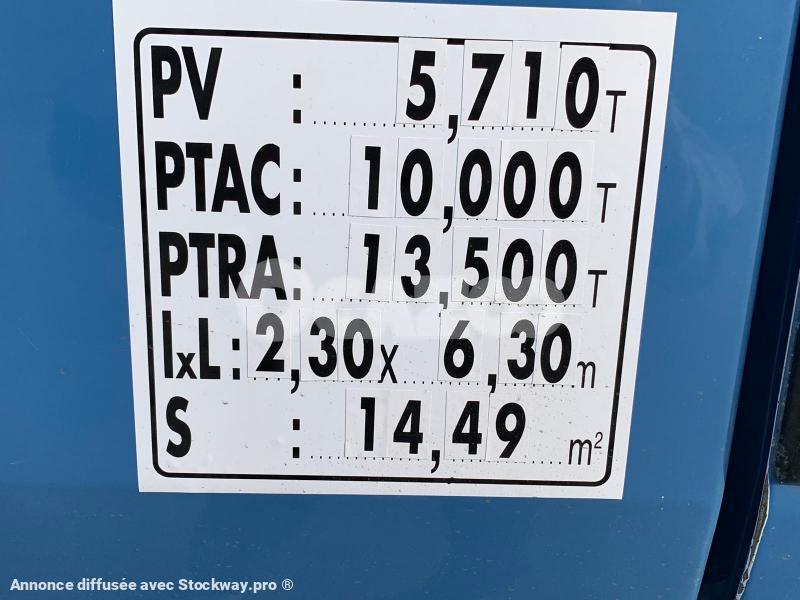 PV : 5,710 T
PTAC : 10,000 T
PTRA : 13,500 T
lxL : 2,30 x 6,30 m
S : 14,49 m²
Annonce diffusée avec Stockway.pro ®